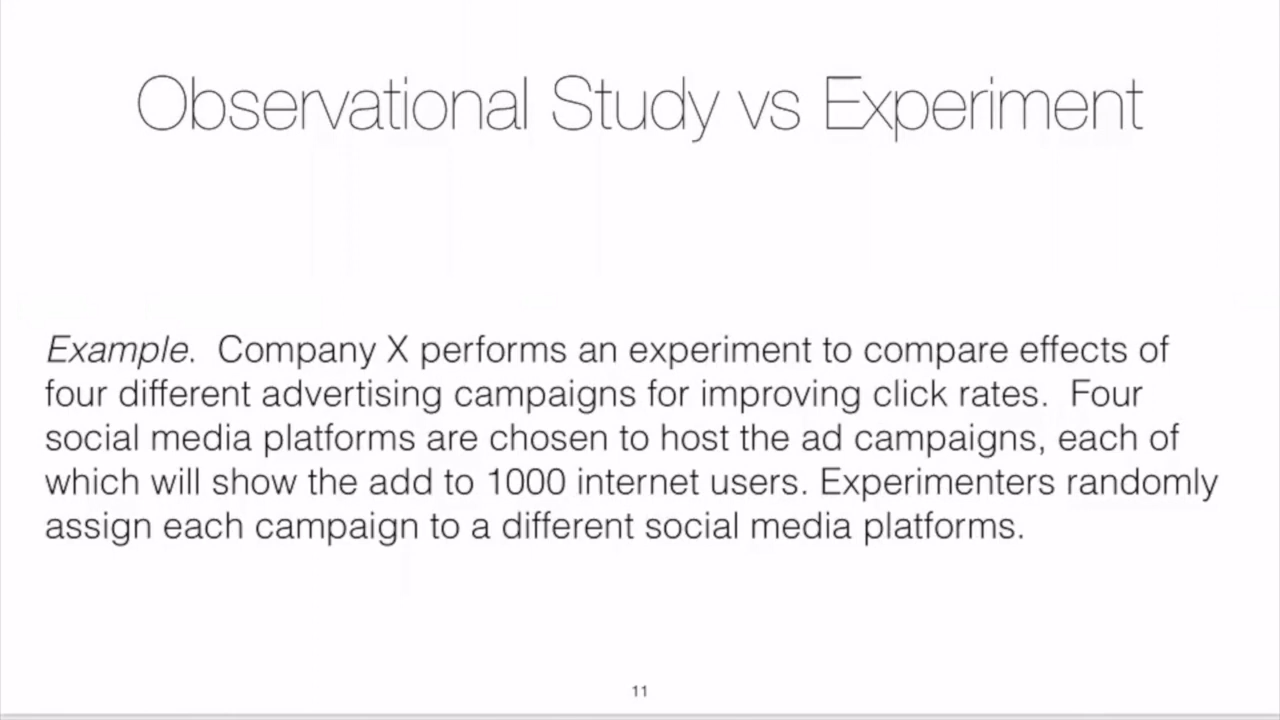 Observational Study vs Experiment
Example. Company X performs an experiment to compare effects of
four different advertising campaigns for improving click rates. Four
social media platforms are chosen to host the ad campaigns, each of
which will show the add to 1000 internet users. Experimenters randomly
assign each campaign to a different social media platforms.
11